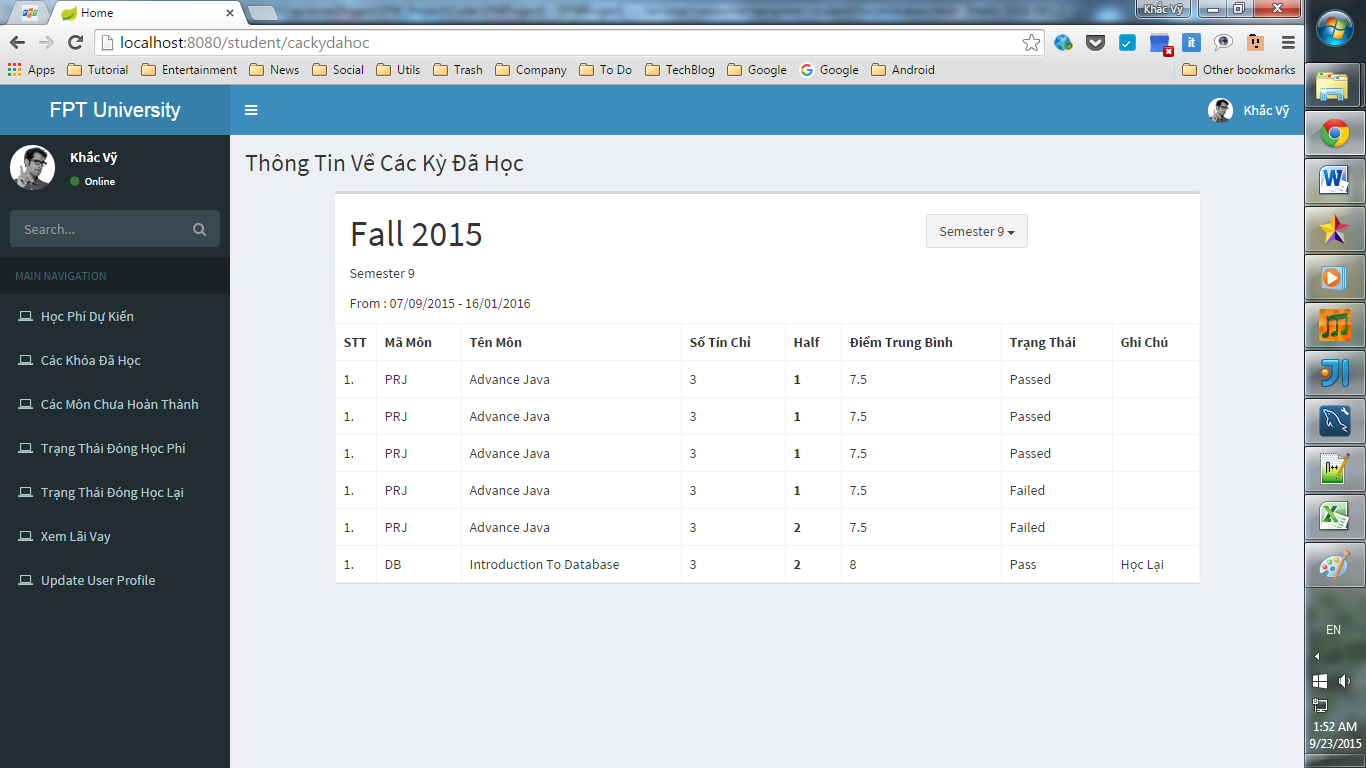 Home
Khắc Vỹ
localhost:8080/student/cackydahoc
Apps Tutorial Entertainment News Social Utils Trash Company To Do TechBlog Google Google Android Other bookmarks
FPT University
Khắc Vỹ
Khắc Vỹ
Online
Search...
MAIN NAVIGATION
Học Phí Dự Kiến
Các Khóa Đã Học
Các Môn Chưa Hoàn Thành
Trạng Thái Đóng Học Phí
Trạng Thái Đóng Học Lại
Xem Lãi Vay
Update User Profile
Thông Tin Về Các Kỳ Đã Học
Fall 2015
Semester 9
Semester 9
From : 07/09/2015 - 16/01/2016
STT Mã Môn Tên Môn Số Tín Chỉ Half Điểm Trung Bình Trạng Thái Ghi Chú
1. PRJ Advance Java 3 1 7.5 Passed
1. PRJ Advance Java 3 1 7.5 Passed
1. PRJ Advance Java 3 1 7.5 Passed
1. PRJ Advance Java 3 1 7.5 Failed
1. PRJ Advance Java 3 2 7.5 Failed
1. DB Introduction To Database 3 2 8 Pass Học Lại
EN
1:52 AM
9/23/2015